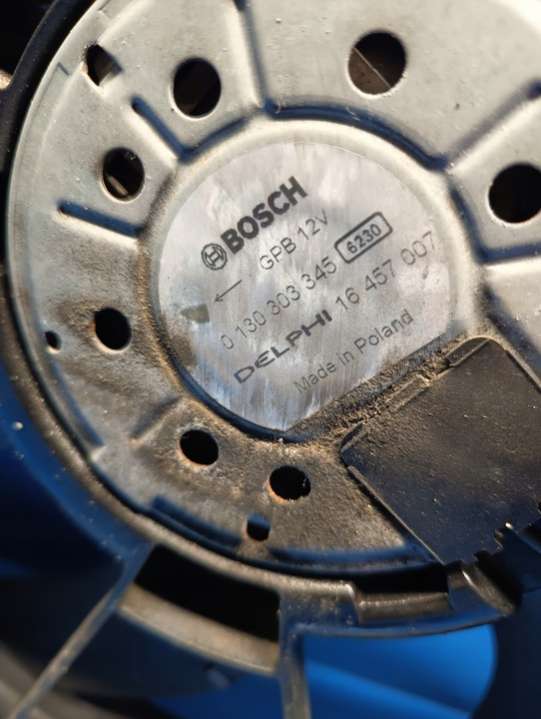 BOSCH
GPB 12V
0 130 303 345 6230
DELPHI 16 457 007
Made in Poland